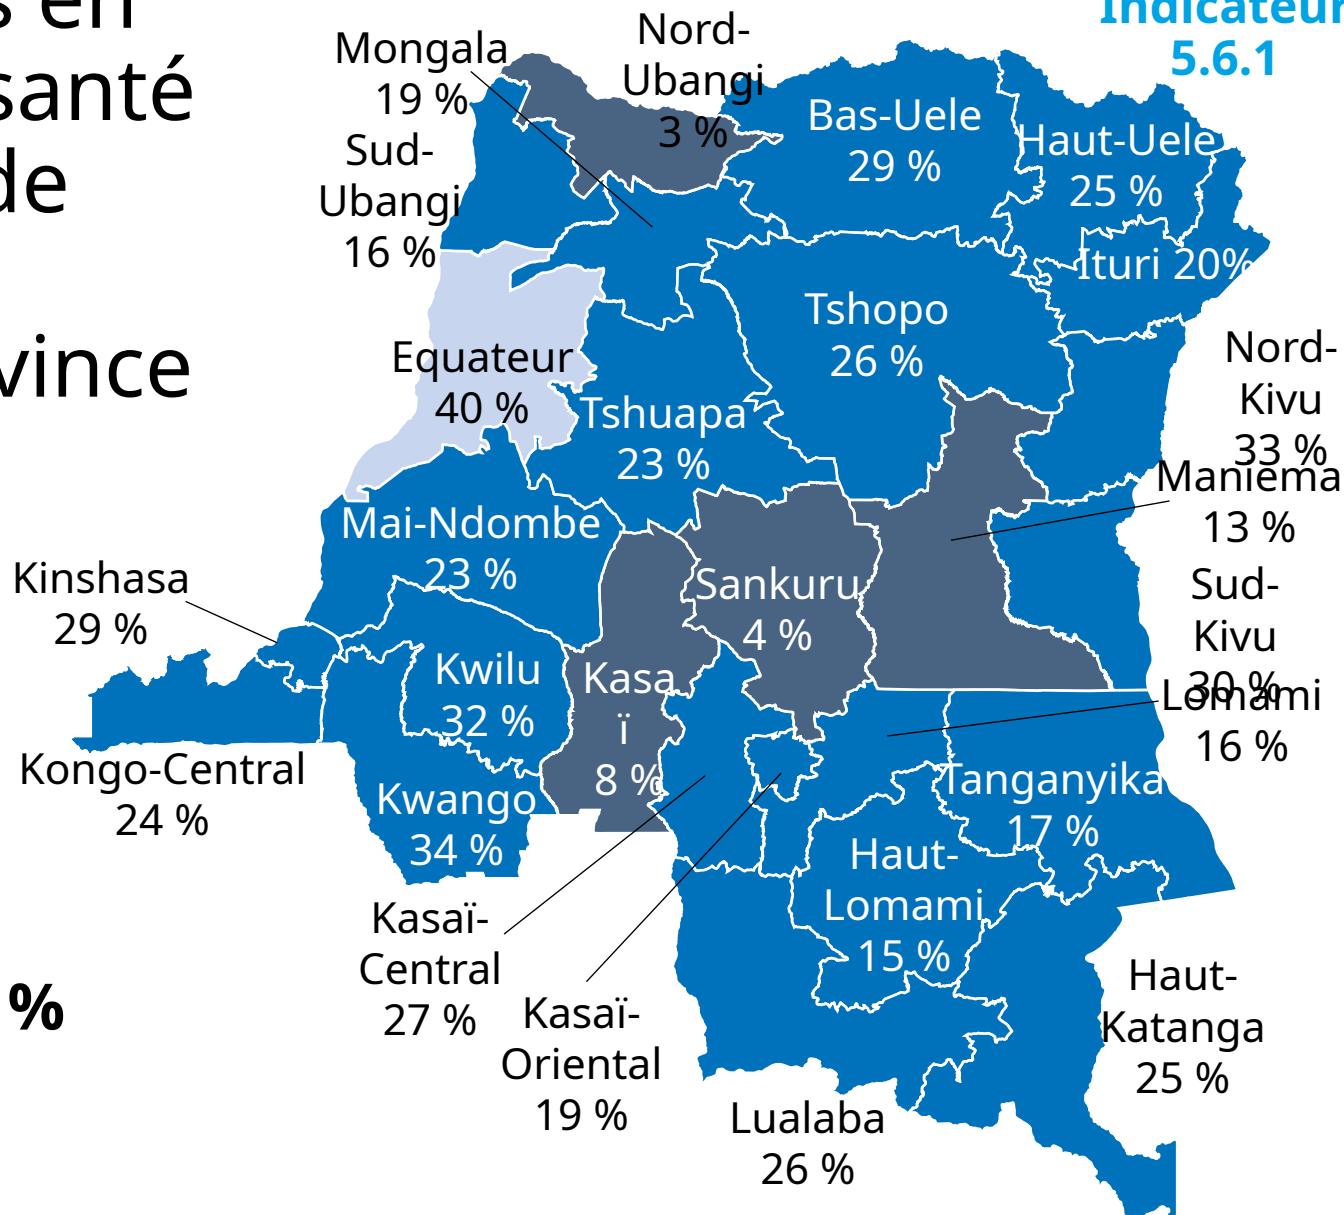 s en
santé
de
vince
%
Indicateur
5.6.1
Mongala
19 %
Nord-
Ubangi
3 %
Sud-
Ubangi
16 %
Bas-Uele
29 %
Haut-Uele
25 %
Ituri 20%
Equateur
40 %
Tshopo
26 %
Tshuapa
23 %
Nord-
Kivu
33 %
Maniema
13 %
Mai-Ndombe
23 %
Kinshasa
29 %
Sankuru
4 %
Sud-
Kivu
30 %
Lomami
16 %
Kwilu
32 %
Kasa
ï
8 %
Kongo-Central
24 %
Kwango
34 %
Tanganyika
17 %
Haut-
Lomami
15 %
Kasaï-
Central
27 %
Kasaï-
Oriental
19 %
Haut-
Katanga
25 %
Lualaba
26 %